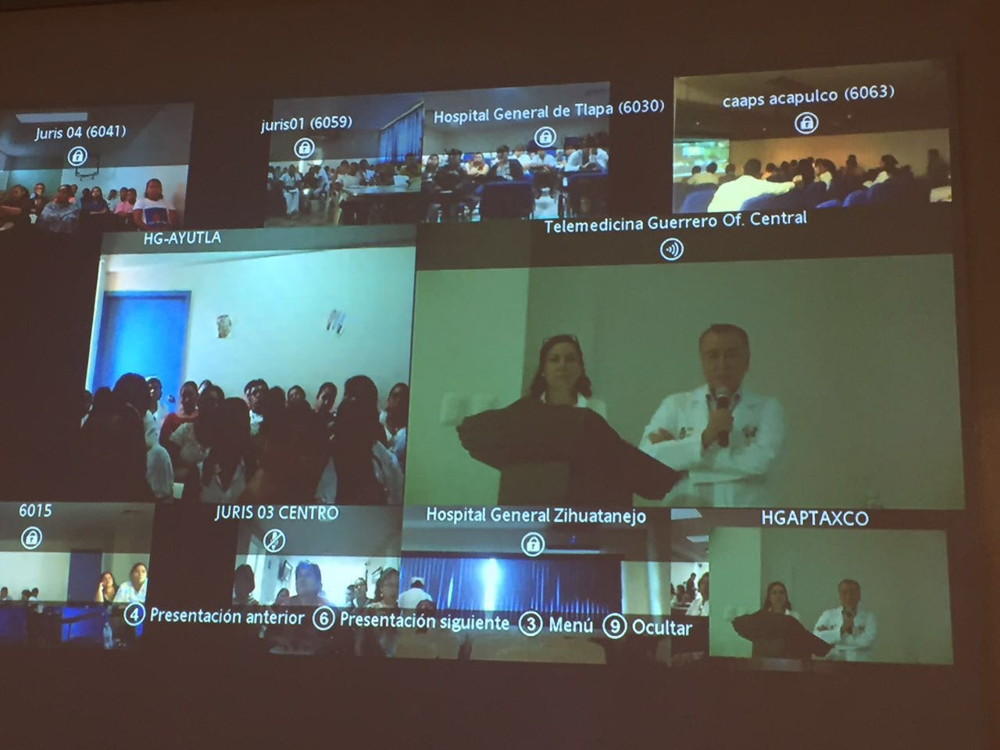 Juris 04 (6041)
juris01 (6059)
Hospital General de Tlapa (6030)
caaps acapulco (6063)
HG-AYUTLA
Telemedicina Guerrero Of. Central
6015
JURIS 03 CENTRO
Hospital General Zihuatanejo
HGAPTAXCO
4 Presentación anterior 6 Presentación siguiente 3 Menú 9 Ocultar